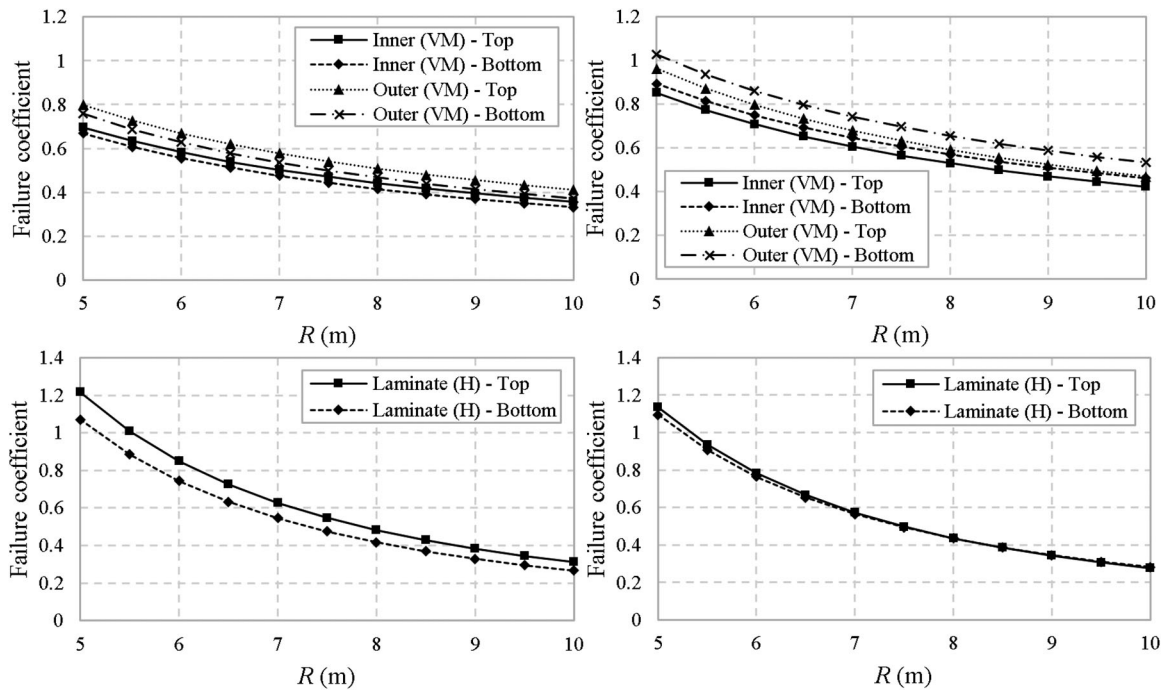 Failure coefficient
1.2
1
0.8
0.6
0.4
0.2
0
Inner (VM) - Top
Inner (VM) - Bottom
Outer (VM) - Top
Outer (VM) - Bottom
5 6 7 8 9 10
R (m)
Failure coefficient
1.2
1
0.8
0.6
0.4
0.2
0
Inner (VM) - Top
Inner (VM) - Bottom
Outer (VM) - Top
Outer (VM) - Bottom
5 6 7 8 9 10
R (m)
Failure coefficient
1.4
1.2
1
0.8
0.6
0.4
0.2
0
Laminate (H) - Top
Laminate (H) - Bottom
5 6 7 8 9 10
R (m)
Failure coefficient
1.4
1.2
1
0.8
0.6
0.4
0.2
0
Laminate (H) - Top
Laminate (H) - Bottom
5 6 7 8 9 10
R (m)